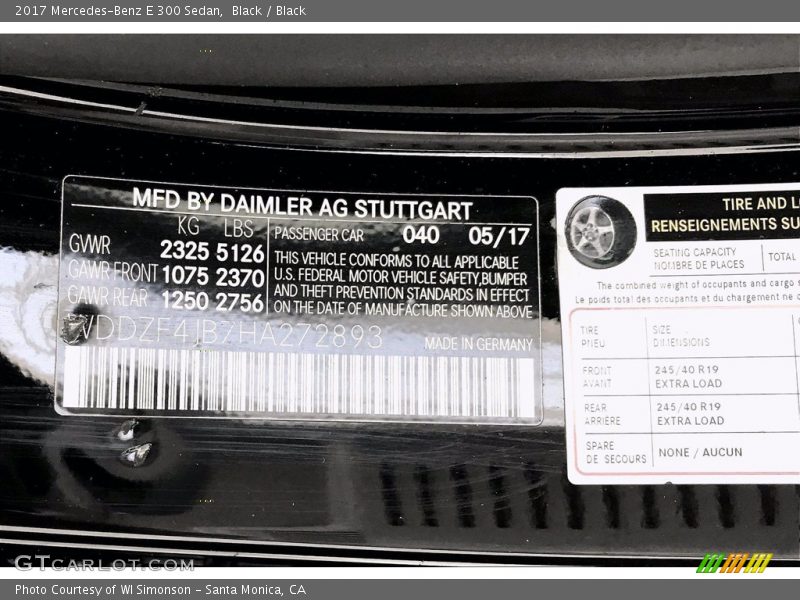 2017 Mercedes-Benz E 300 Sedan, Black / Black
MFD BY DAIMLER AG STUTTGART
KG LBS
GWR 2325 5126
GAWR FRONT 1075 2370
GAWR REAR 1250 2756
PASSENGER CAR 040 05/17
THIS VEHICLE CONFORMS TO ALL APPLICABLE
U.S. FEDERAL MOTOR VEHICLE SAFETY, BUMPER
AND THEFT PREVENTION STANDARDS IN EFFECT
ON THE DATE OF MANUFACTURE SHOWN ABOVE
WDDZF4JB7HA272893
MADE IN GERMANY
TIRE AND
RENSEIGNEMENTS
SEATING CAPACITY
NOMBRE DE PLACES
TOTAL
The combined weight of occupants and cargo
Le poids total des occupants et du chargement ne
TIRE SIZE
PNEU DIMENSIONS
FRONT 245/40 R19
AVANT EXTRA LOAD
REAR 245/40 R19
ARRIÈRE EXTRA LOAD
SPARE
DE SECOURS
NONE / AUCUN
GTCARLOT.COM
Photo Courtesy of WI Simonson - Santa Monica, CA